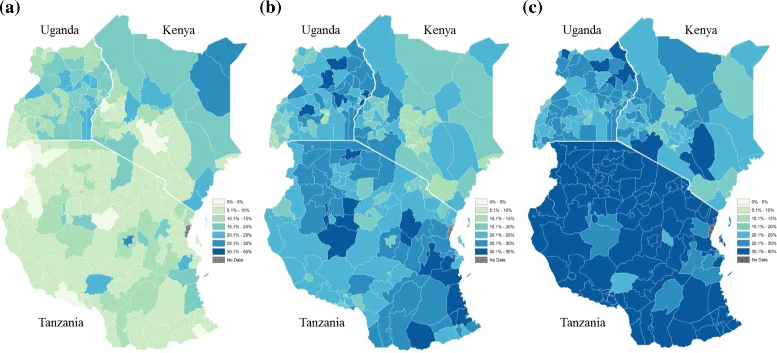 (a)
Uganda
Kenya
Tanzania
0% - 5%
5.1% - 10%
10.1% - 15%
15.1% - 20%
20.1% - 25%
25.1% - 30%
30.1% - 50%
No Data
(b)
Uganda
Kenya
Tanzania
0% - 5%
5.1% - 10%
10.1% - 15%
15.1% - 20%
20.1% - 25%
25.1% - 30%
30.1% - 50%
No Data
(c)
Uganda
Kenya
Tanzania
0% - 5%
5.1% - 10%
10.1% - 15%
15.1% - 20%
20.1% - 25%
25.1% - 30%
30.1% - 50%
No Data